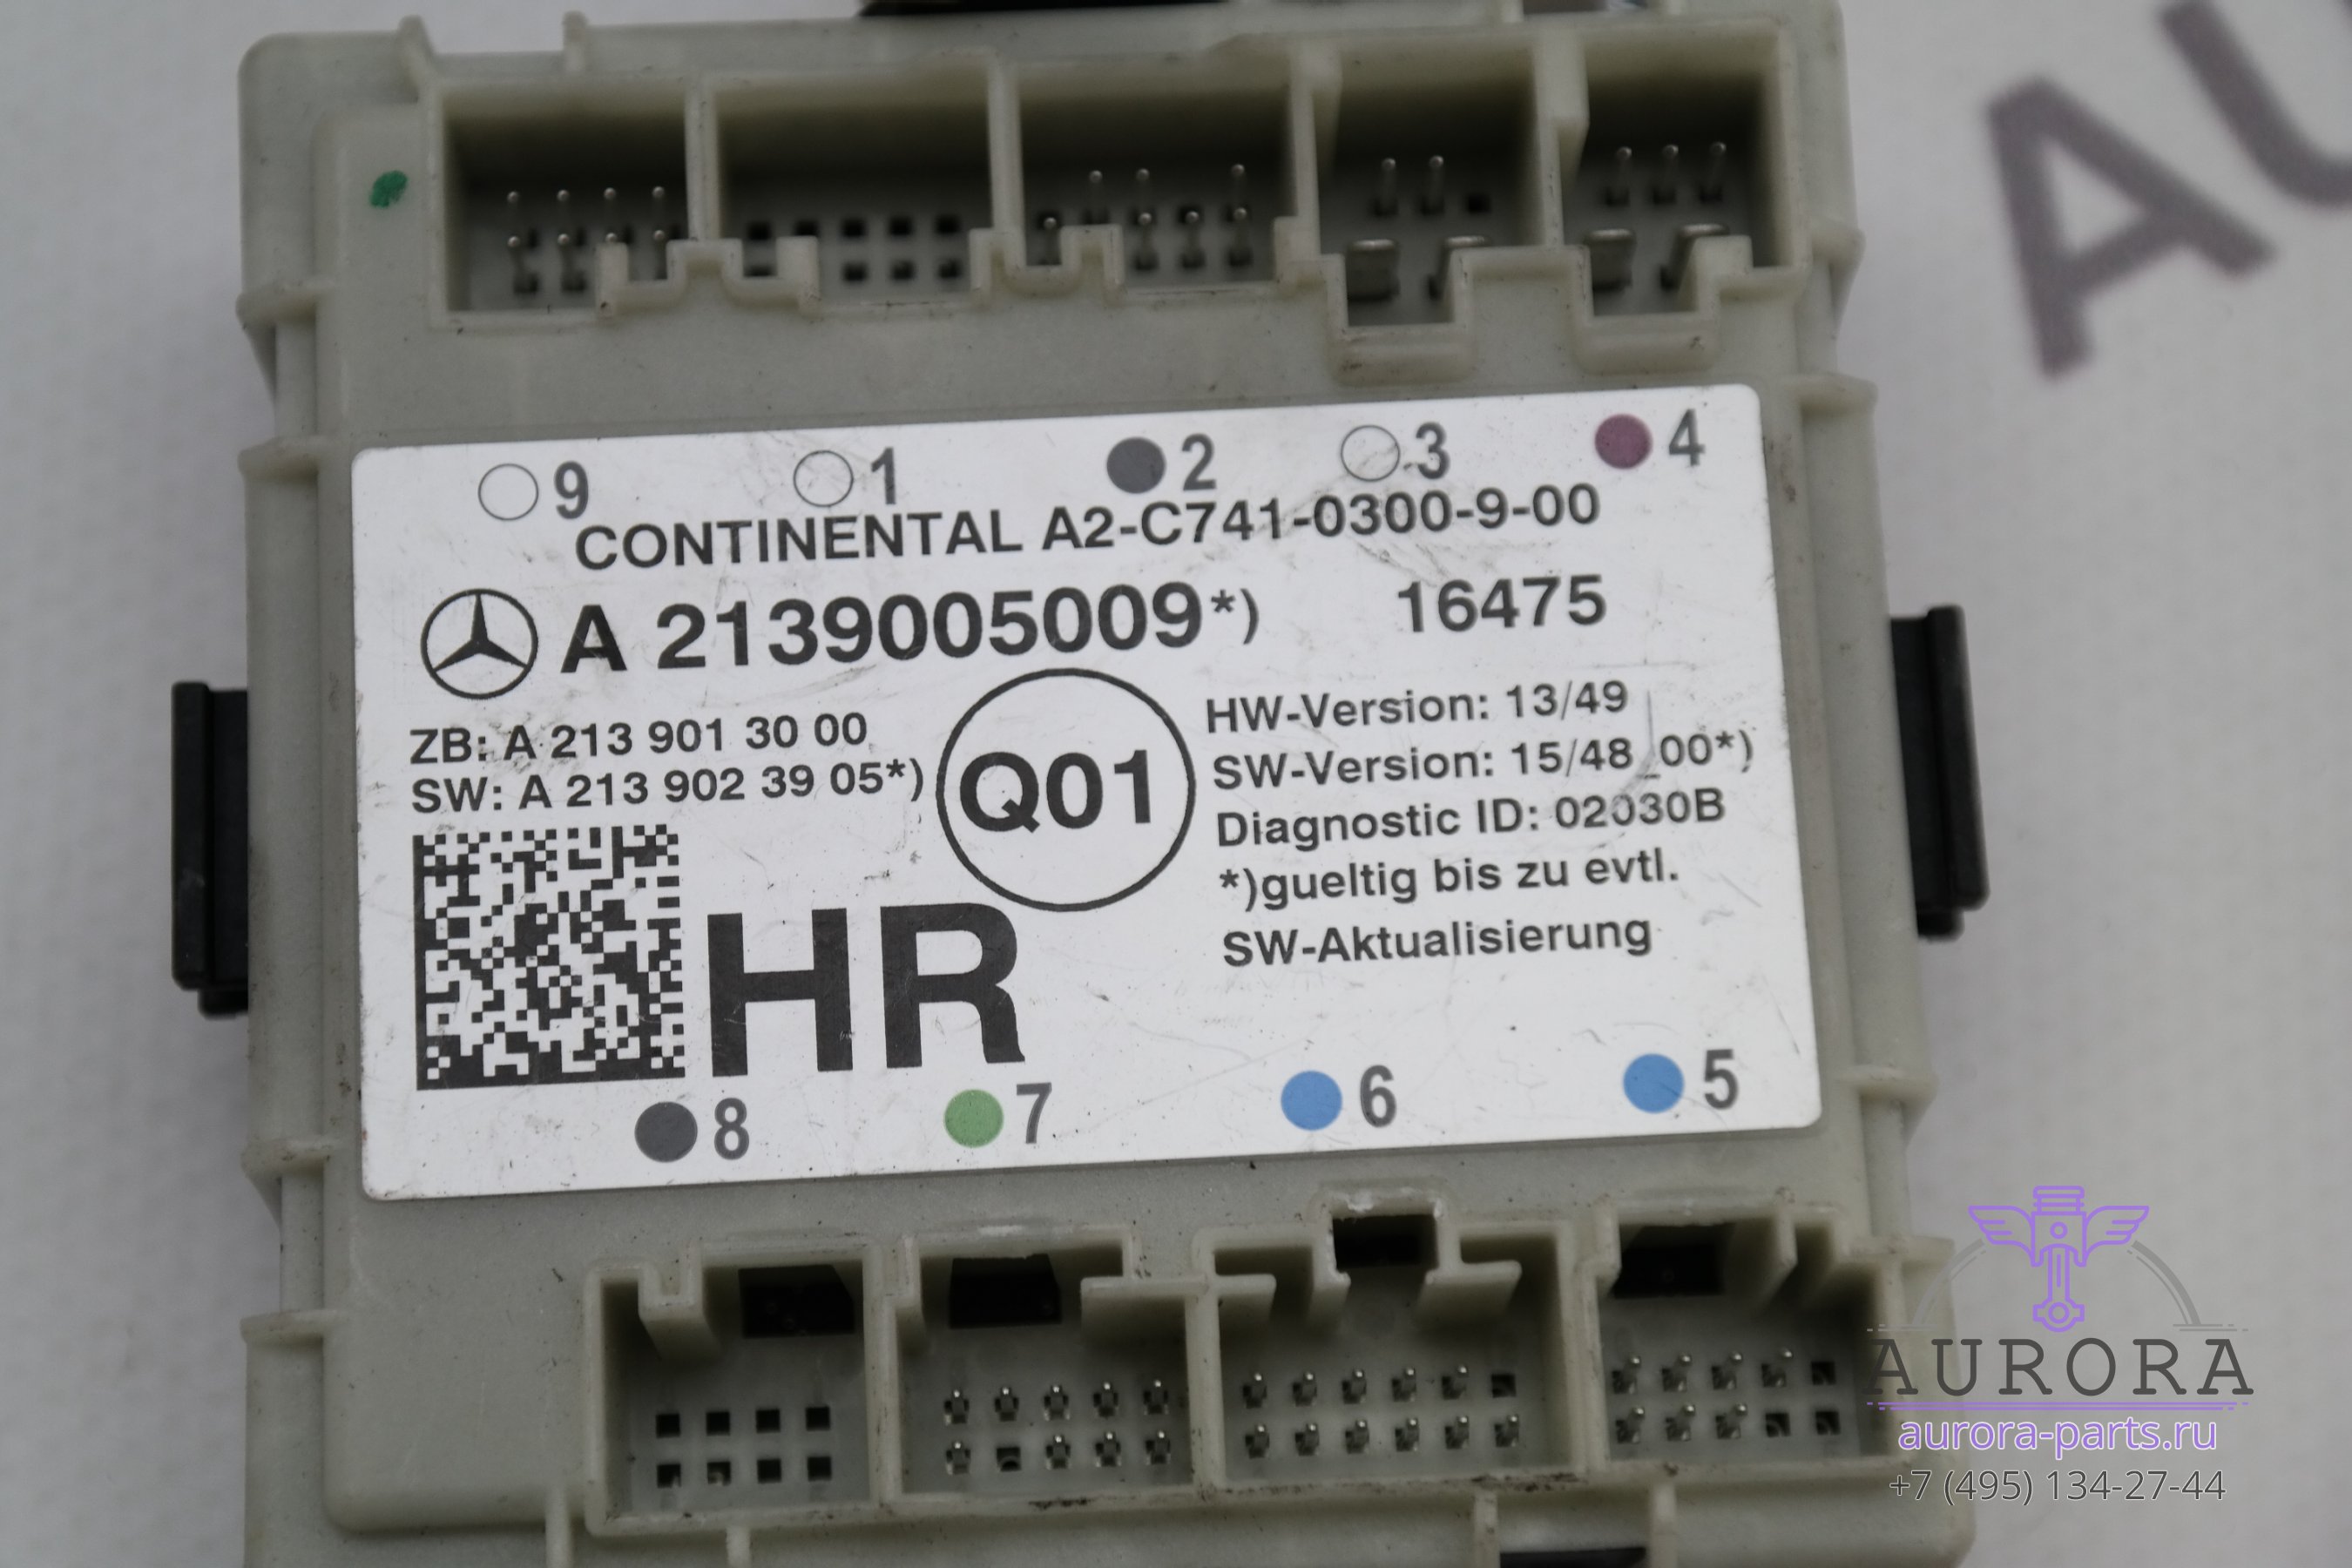 AU
9 1 2 3 4
CONTINENTAL A2-C741-0300-9-00
A 2139005009*) 16475
ZB: A 213 901 30 00
SW: A 213 902 39 05*)
Q01
HW-Version: 13/49
SW-Version: 15/48_00*)
Diagnostic ID: 02030B
*)gueltig bis zu evtl.
SW-Aktualisierung
HR
8 7 6 5
AURORA
aurora-parts.ru
+7 (495) 134-27-44